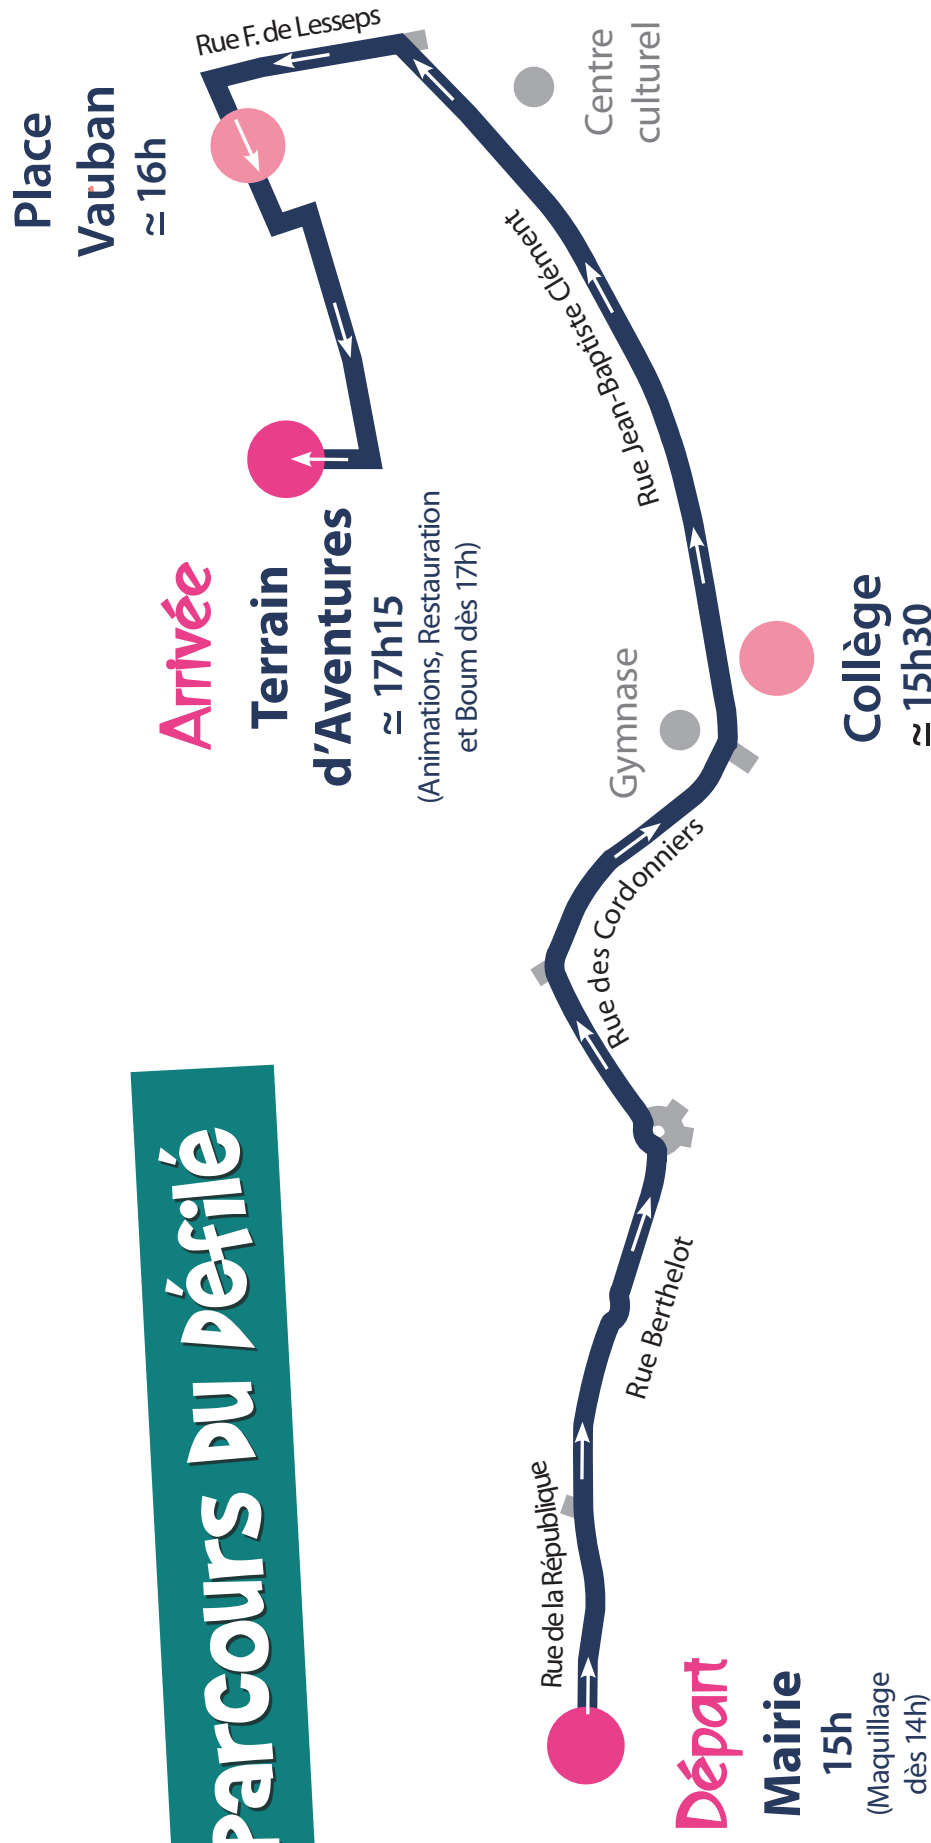 Parcours du Défilé
Départ
Mairie
15h
(Maquillage
dès 14h)
Rue de la République
Rue Berthelot
Rue des Cordonniers
Gymnase
Collège
≃ 15h30
Rue Jean-Baptiste Clément
Centre
culturel
Rue F. de Lesseps
Place
Vauban
≃ 16h
Arrivée
Terrain
d'Aventures
≃ 17h15
(Animations, Restauration
et Boum dès 17h)